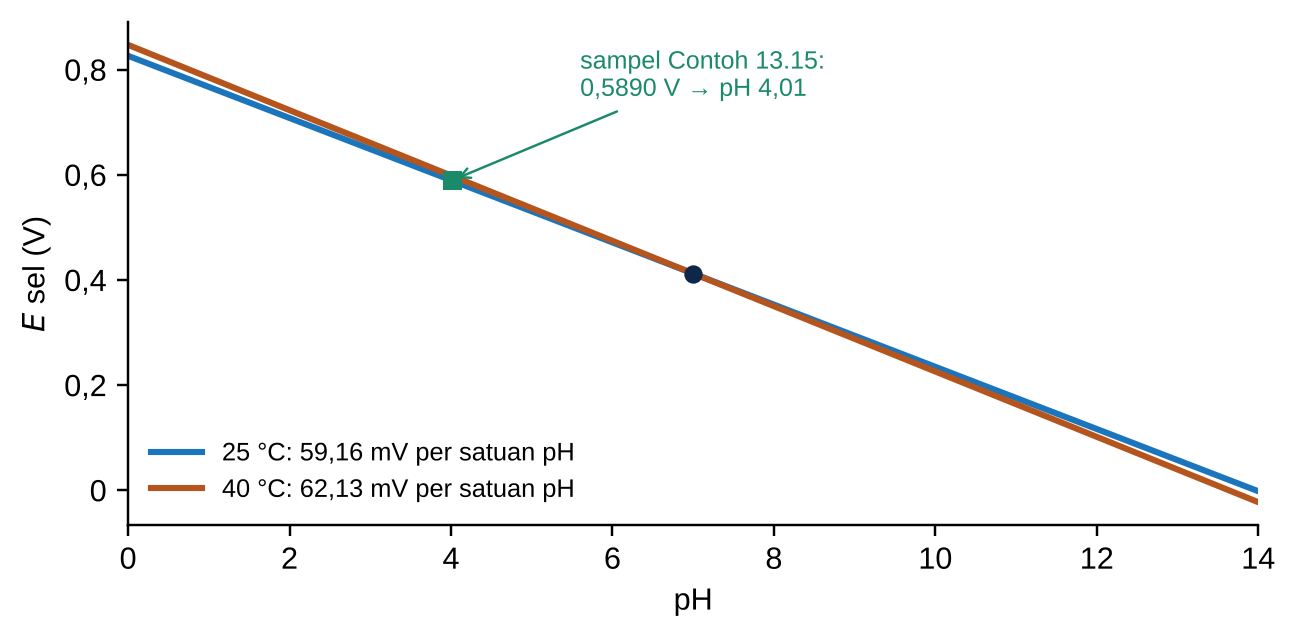 sampel Contoh 13.15:
0,5890 V → pH 4,01
0,8
0,6
0,4
0,2
0
E sel (V)
25 °C: 59,16 mV per satuan pH
40 °C: 62,13 mV per satuan pH
0 2 4 6 8 10 12 14
pH